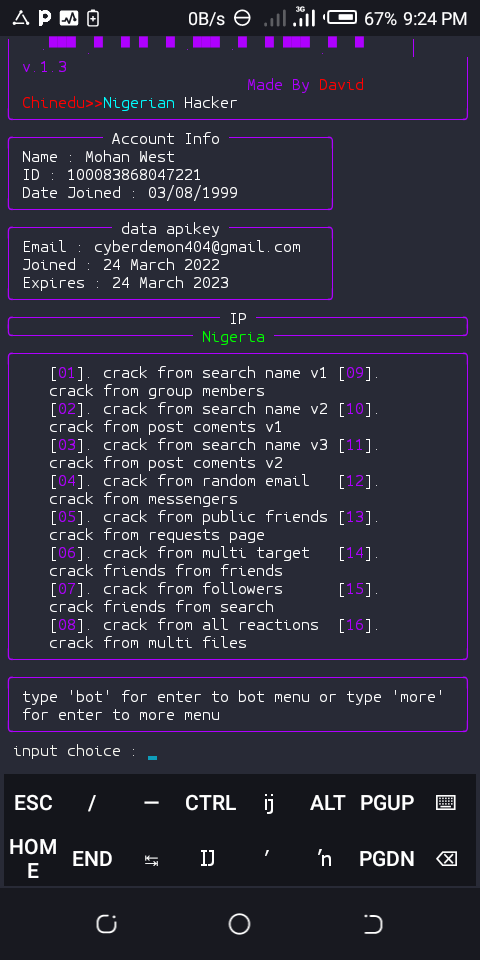 0B/s 3G 67% 9:24 PM
v.1.3
Made By David
Chinedu>>Nigerian Hacker
Account Info
Name : Mohan West
ID : 100083868047221
Date Joined : 03/08/1999
data apikey
Email : cyberdemon404@gmail.com
Joined : 24 March 2022
Expires : 24 March 2023
IP
Nigeria
[01]. crack from search name v1 [09].
crack from group members
[02]. crack from search name v2 [10].
crack from post coments v1
[03]. crack from search name v3 [11].
crack from post coments v2
[04]. crack from random email [12].
crack from messengers
[05]. crack from public friends [13].
crack from requests page
[06]. crack from multi target [14].
crack friends from friends
[07]. crack from followers [15].
crack friends from search
[08]. crack from all reactions [16].
crack from multi files
type 'bot' for enter to bot menu or type 'more'
for enter to more menu
input choice :
ESC / — CTRL ij ALT PGUP
HOM
E END IJ ′ ŉ PGDN